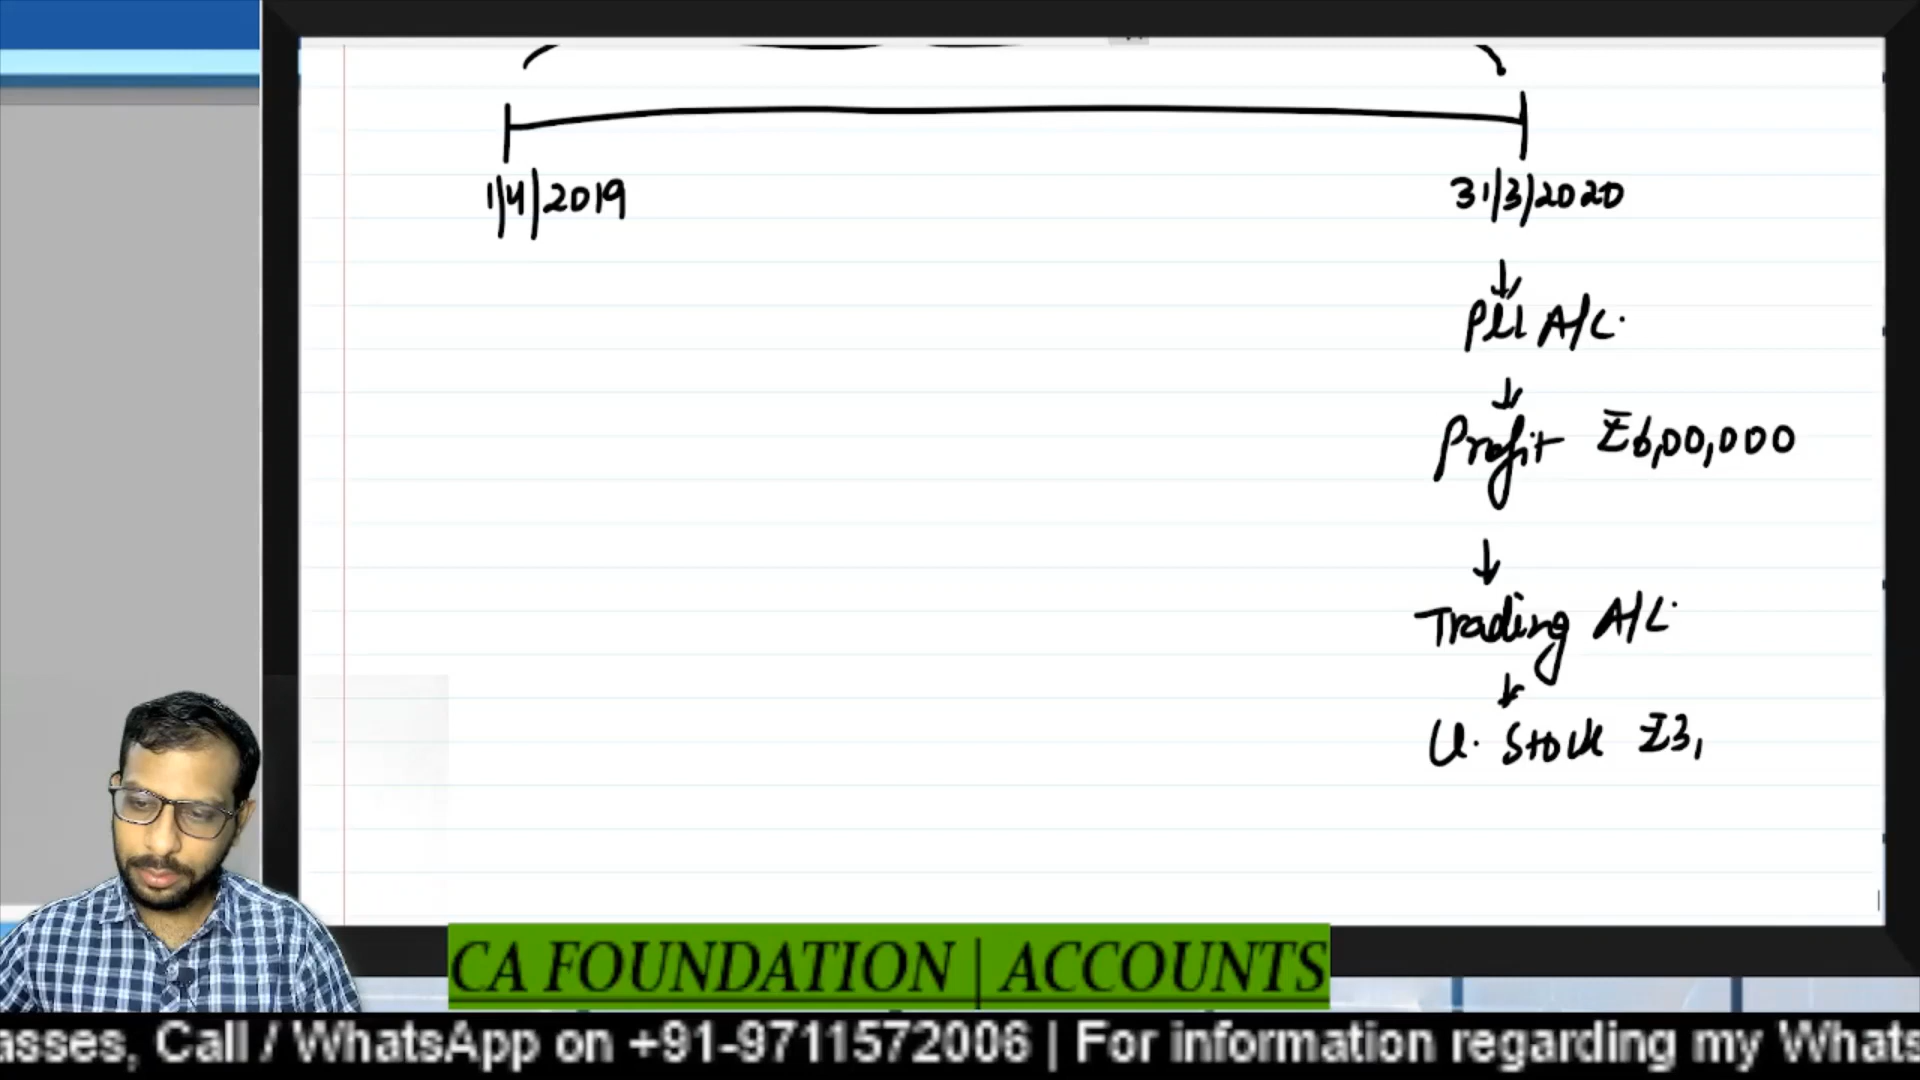 1/4/2019
31/3/2020
↓
P&L A/c.
↓
Profit ₹6,00,000
↓
Trading A/c.
↓
Cl. Stock ₹3,
CA FOUNDATION | ACCOUNTS
asses, Call / WhatsApp on +91-9711572006 | For information regarding my Whats